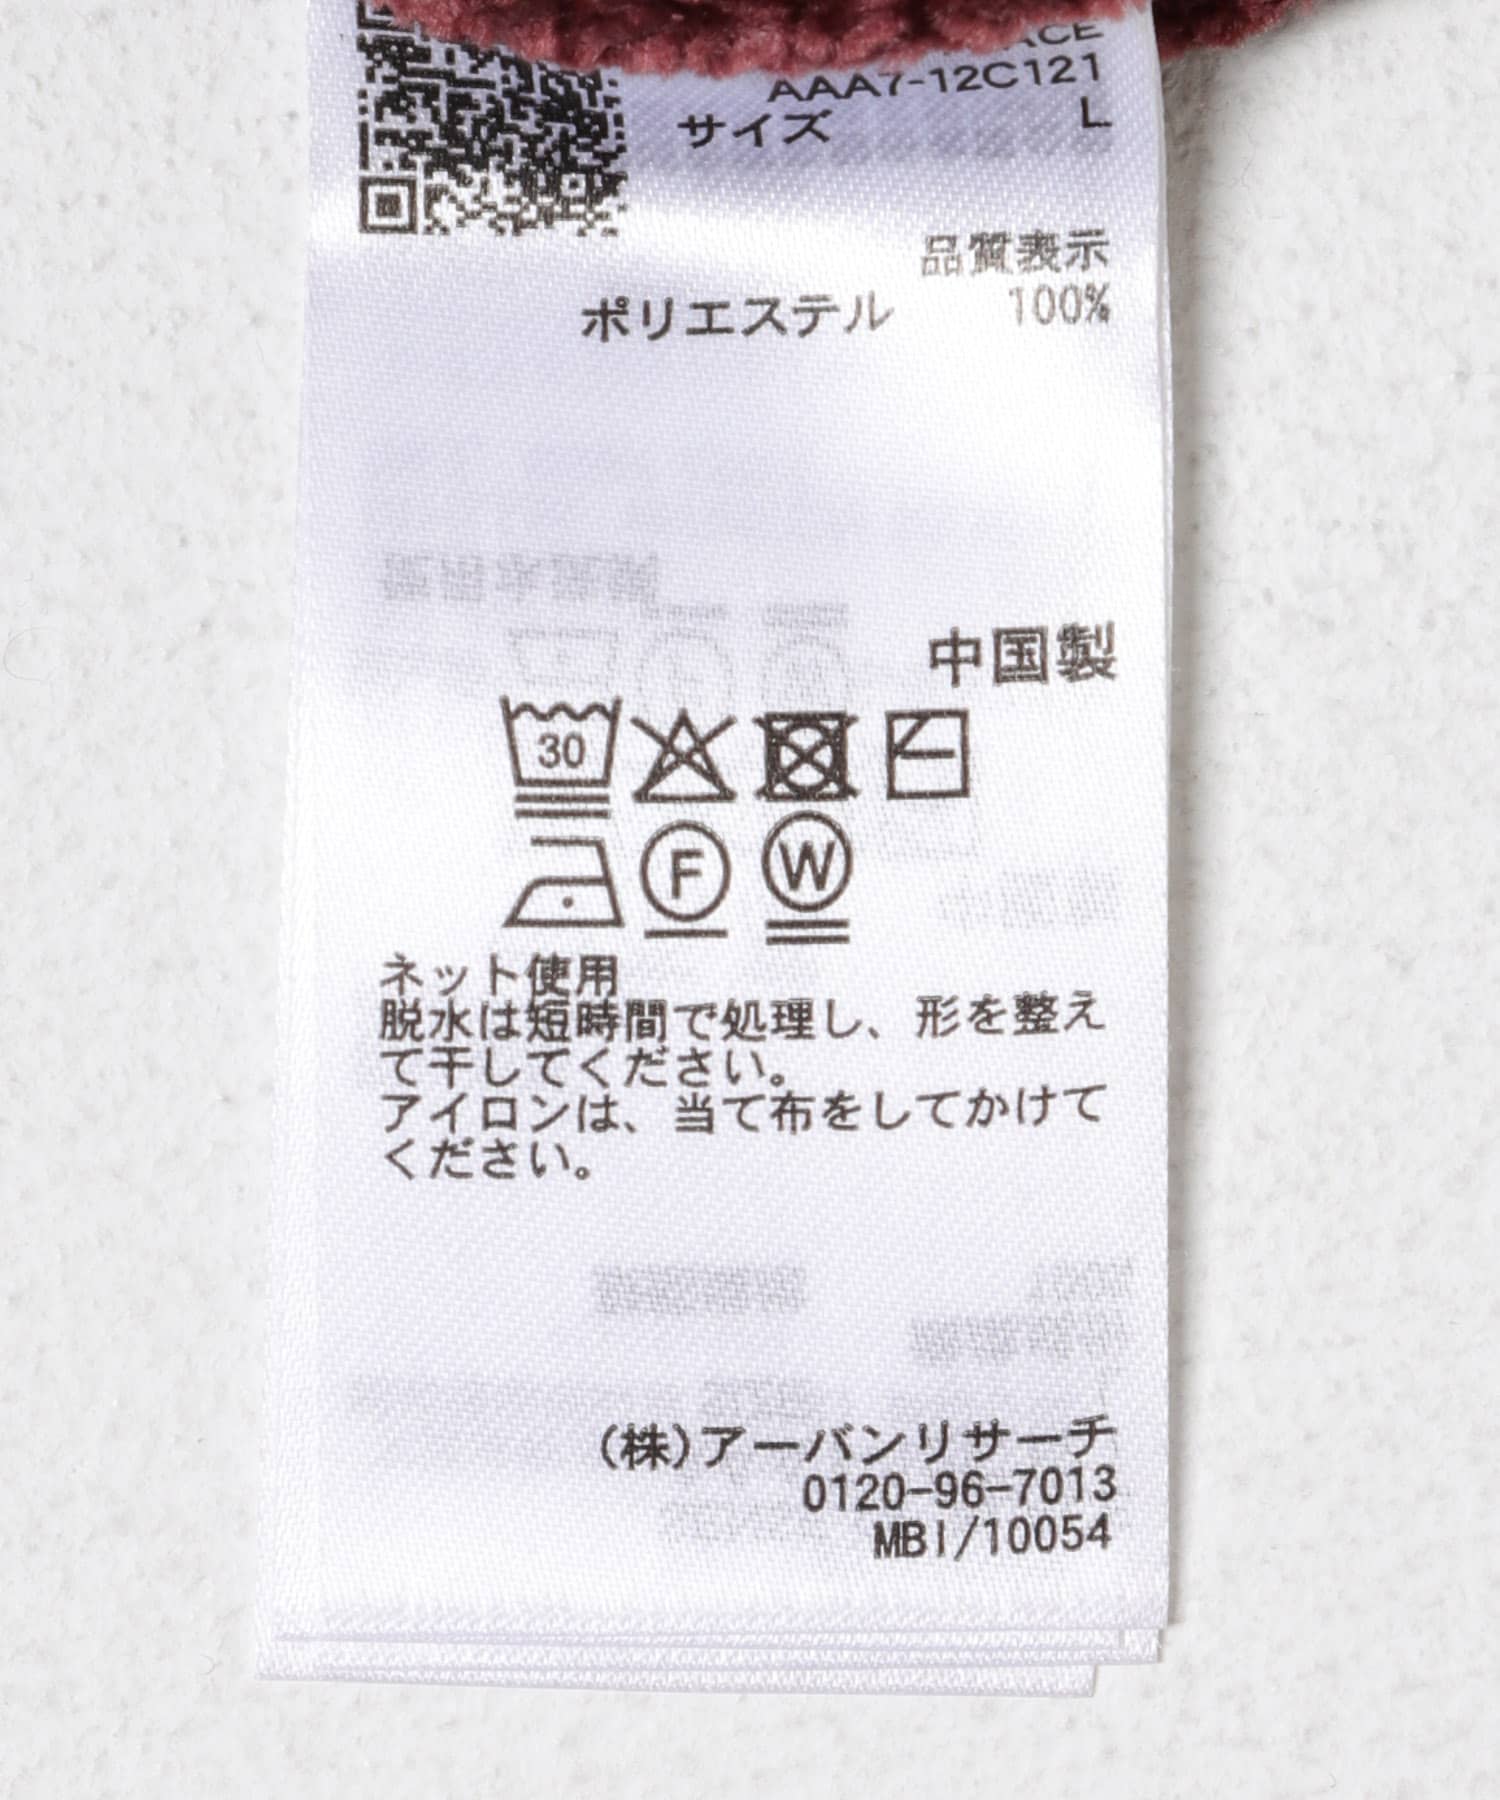 AAA7-12C121
サイズ L
品質表示
ポリエステル 100%
中国製
30
F W
ネット使用
脱水は短時間で処理し、形を整え
て干してください。
アイロンは、当て布をしてかけて
ください。
(株)アーバンリサーチ
0120-96-7013
MBI/10054